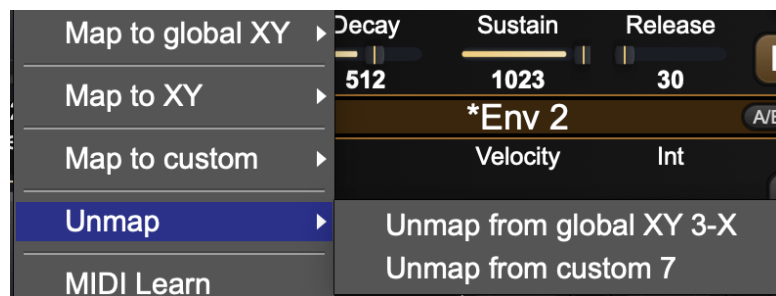 Map to global XY
Decay
Sustain
Release
512
1023
30
Map to XY
*Env 2
A/B
Map to custom
Velocity
Int
Unmap
Unmap from global XY 3-X
Unmap from custom 7
MIDI Learn